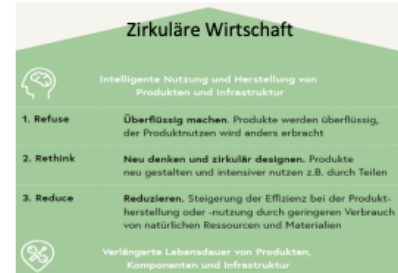 Zirkuläre Wirtschaft
Intelligente Nutzung und Herstellung von
Produkten und Infrastruktur
1. Refuse
Überflüssig machen. Produkte werden überflüssig,
der Produktnutzen wird anders erbracht
2. Rethink
Neu denken und zirkulär designen. Produkte
neu gestalten und intensiver nutzen z.B. durch Teilen
3. Reduce
Reduzieren. Steigerung der Effizienz bei der Produkt-
herstellung oder -nutzung durch geringeren Verbrauch
von natürlichen Ressourcen und Materialien
Verlängerte Lebensdauer von Produkten,
Komponenten und Infrastruktur